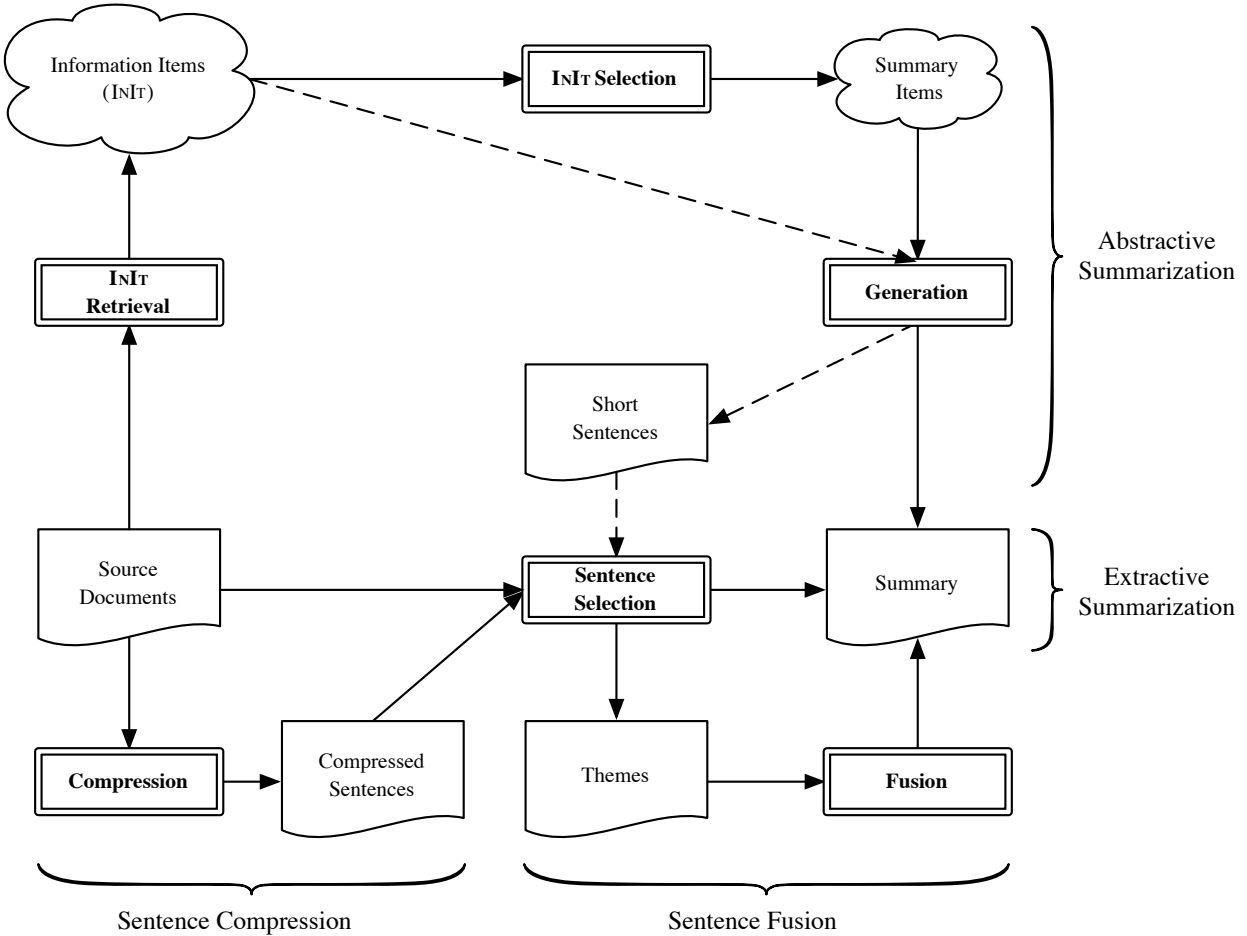 Information Items
(INIT)
INIT Selection
Summary
Items
Abstractive
Summarization
INIT
Retrieval
Generation
Short
Sentences
Source
Documents
Sentence
Selection
Summary
Extractive
Summarization
Compression
Compressed
Sentences
Themes
Fusion
Sentence Compression
Sentence Fusion